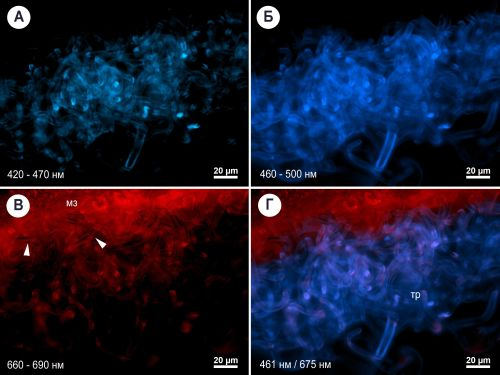 А
420 - 470 нм
20 µm
Б
460 - 500 нм
20 µm
В
мз
660 - 690 нм
20 µm
Г
тр
461 нм / 675 нм
20 µm